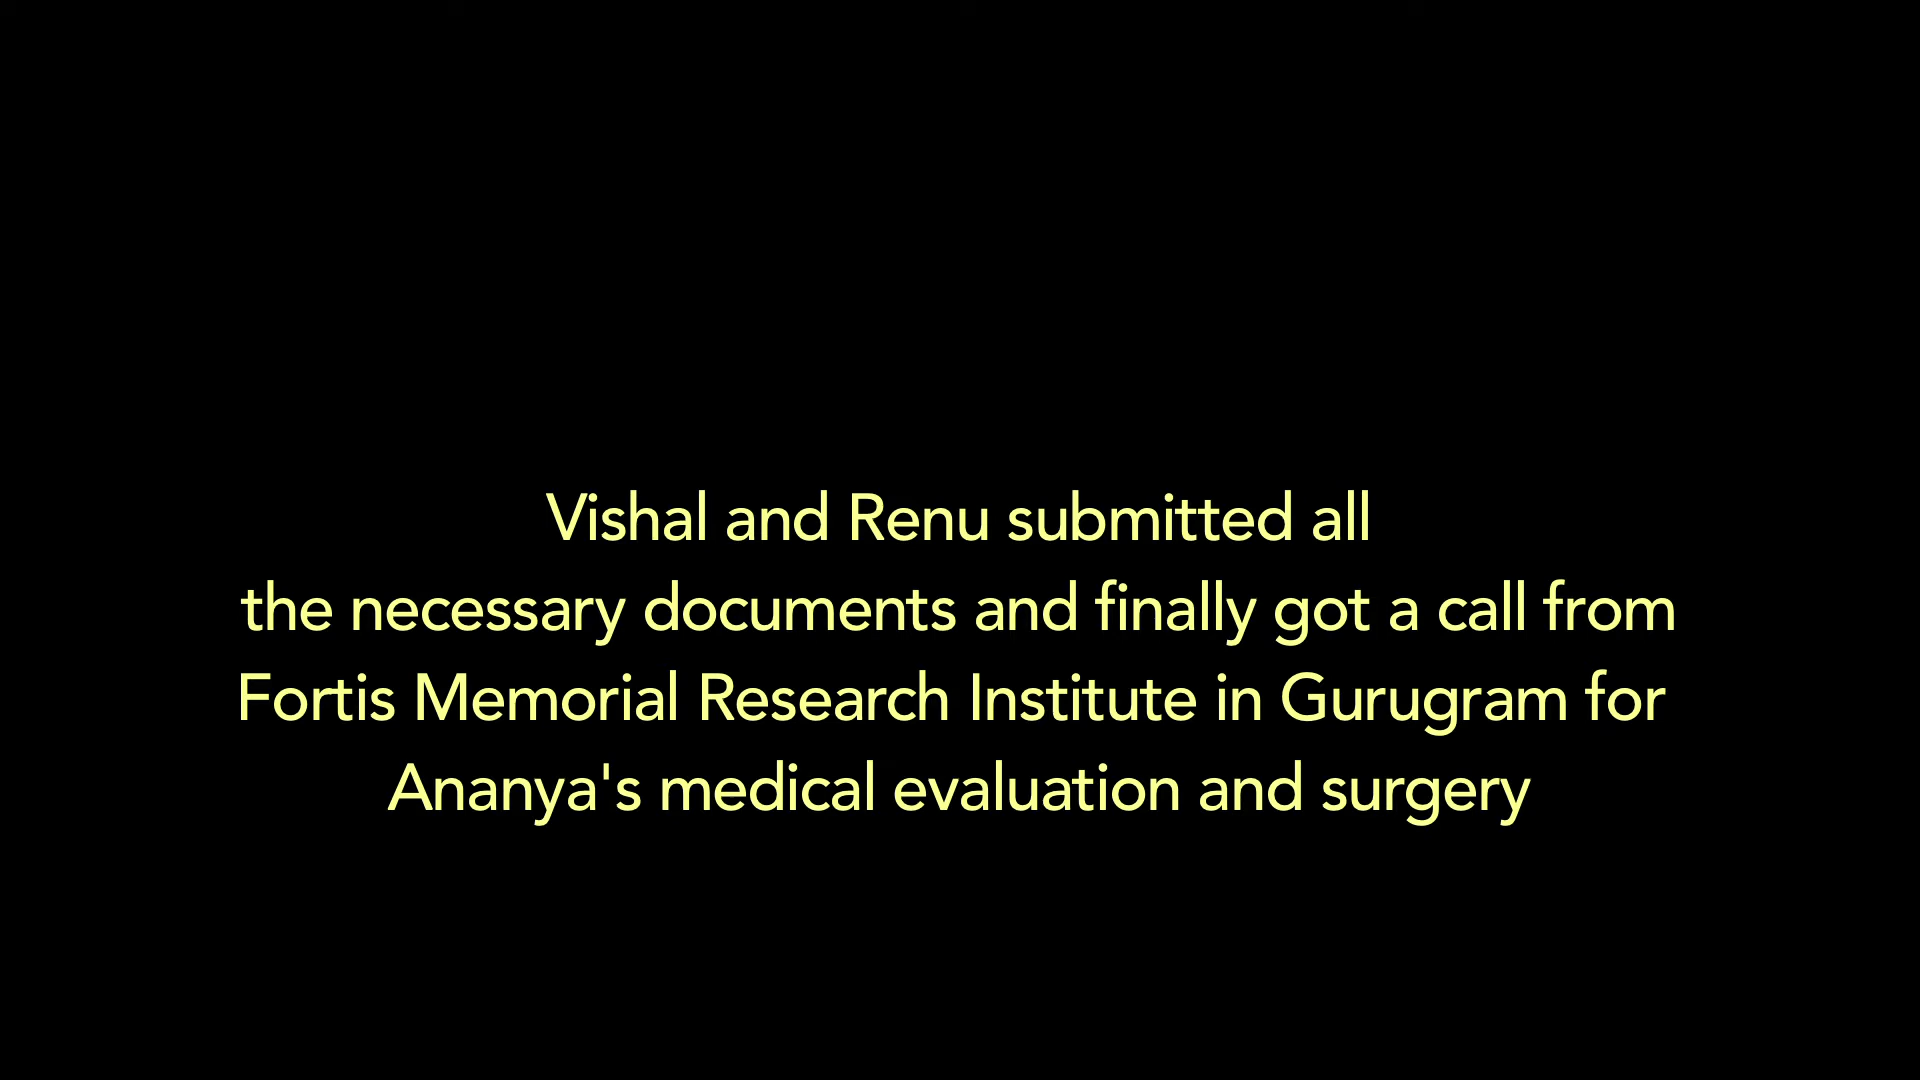 Vishal and Renu submitted all
the necessary documents and finally got a call from
Fortis Memorial Research Institute in Gurugram for
Ananya's medical evaluation and surgery